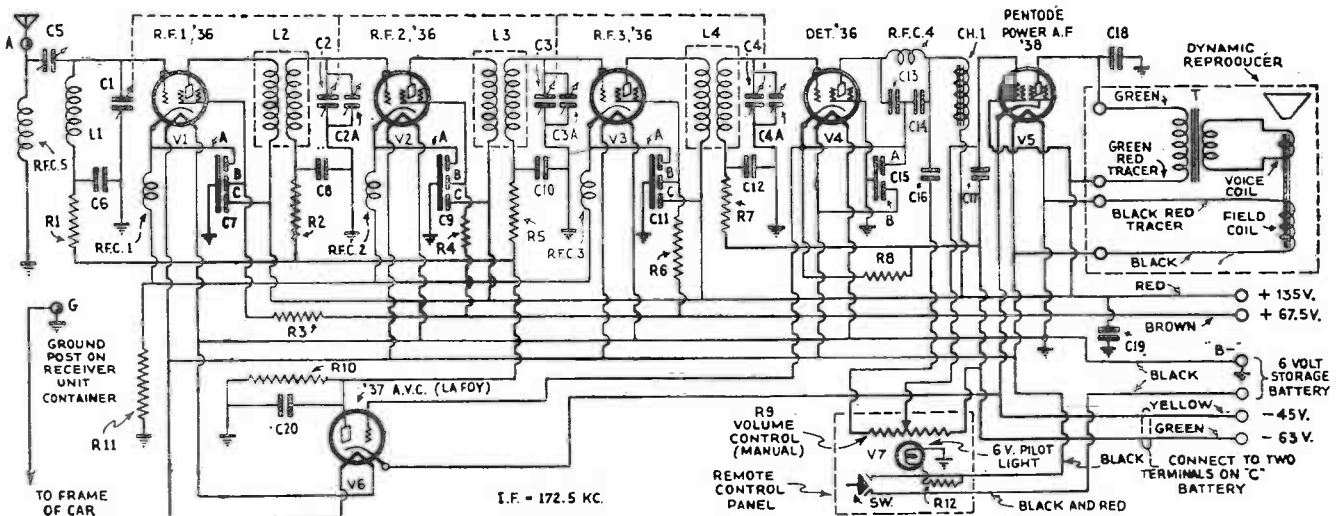 A
C5
R.F.1,'36
L2
C2
R.F.2,'36
L3
C3
R.F.3,'36
L4
C4
DET.'36
R.F.C.4
CH.1
PENTODE
POWER A.F.
'38
C18
DYNAMIC
REPRODUCER
C1
L1
R.F.C.5
C6
R1
R.F.C.1
V1
A
B
C
C7
C2A
C8
R2
R.F.C.2
V2
A
B
C
C9
R4
C3A
C10
R5
R.F.C.3
V3
A
B
C
C11
R6
C4A
C12
R7
V4
C13
C14
A
C15
B
C16
C17
R8
V5
GREEN
T
GREEN
RED
TRACER
VOICE
COIL
BLACK RED
TRACER
FIELD
COIL
BLACK
RED
+ 135V.
+ 67.5V.
BROWN
C19
R3
G
GROUND
POST ON
RECEIVER
UNIT
CONTAINER
R11
TO FRAME
OF CAR
R10
C20
'37 A.V.C. (LA FOY)
V6
I.F. = 172.5 KC.
R9
VOLUME
CONTROL
(MANUAL)
REMOTE
CONTROL
PANEL
V7
6 V. PILOT
LIGHT
SW.
R12
BLACK AND RED
BLACK
B-
BLACK
6 VOLT
STORAGE
BATTERY
YELLOW
- 45V.
GREEN
- 63 V.
CONNECT TO TWO
TERMINALS ON "C"
BATTERY